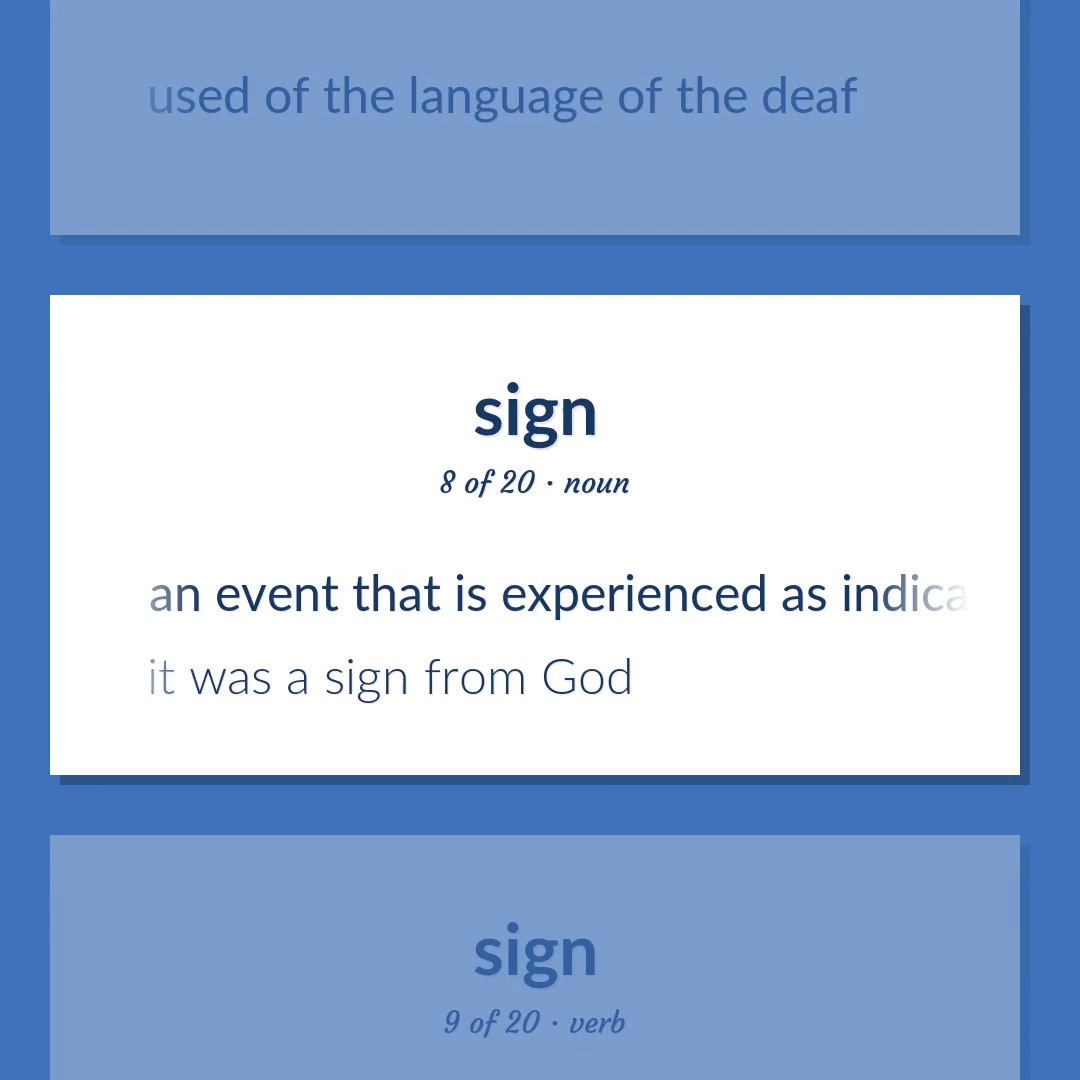 used of the language of the deaf
sign
8 of 20 · noun
an event that is experienced as indica
it was a sign from God
sign
9 of 20 · verb